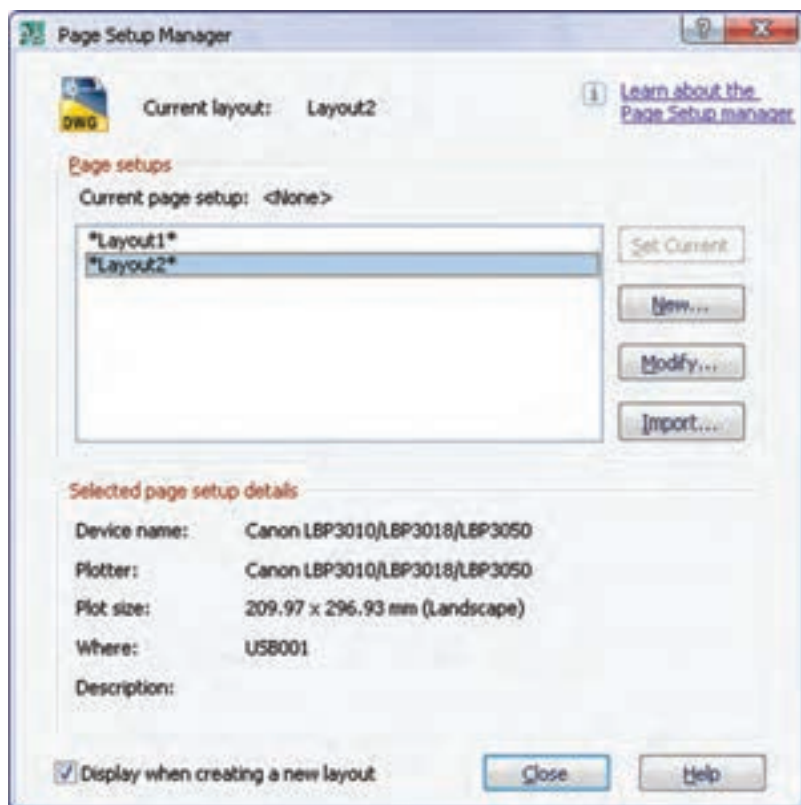 Page Setup Manager
DWG
Current layout: Layout2
Learn about the
Page Setup manager
Page setups
Current page setup: <None>
*Layout1*
*Layout2*
Set Current
New...
Modify...
Import...
Selected page setup details
Device name: Canon LBP3010/LBP3018/LBP3050
Plotter: Canon LBP3010/LBP3018/LBP3050
Plot size: 209.97 x 296.93 mm (Landscape)
Where: USB001
Description:
Display when creating a new layout
Close
Help